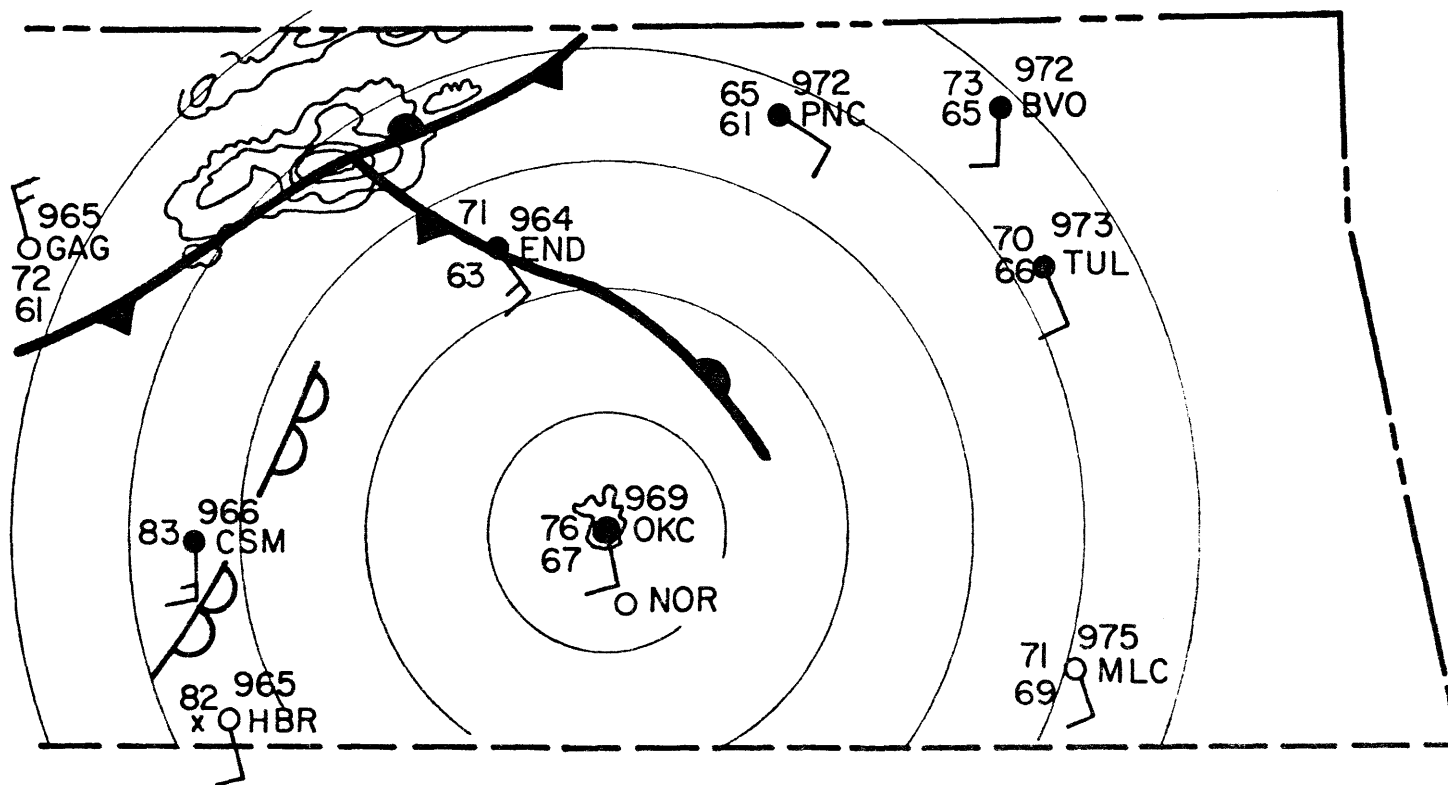 65 972
61 PNC
73 972
65 BVO
965
GAG
72
61
71 964
63 END
70 973
66 TUL
966
83 CSM
969
76 OKC
67
NOR
975
71 MLC
69
965
82 HBR
x